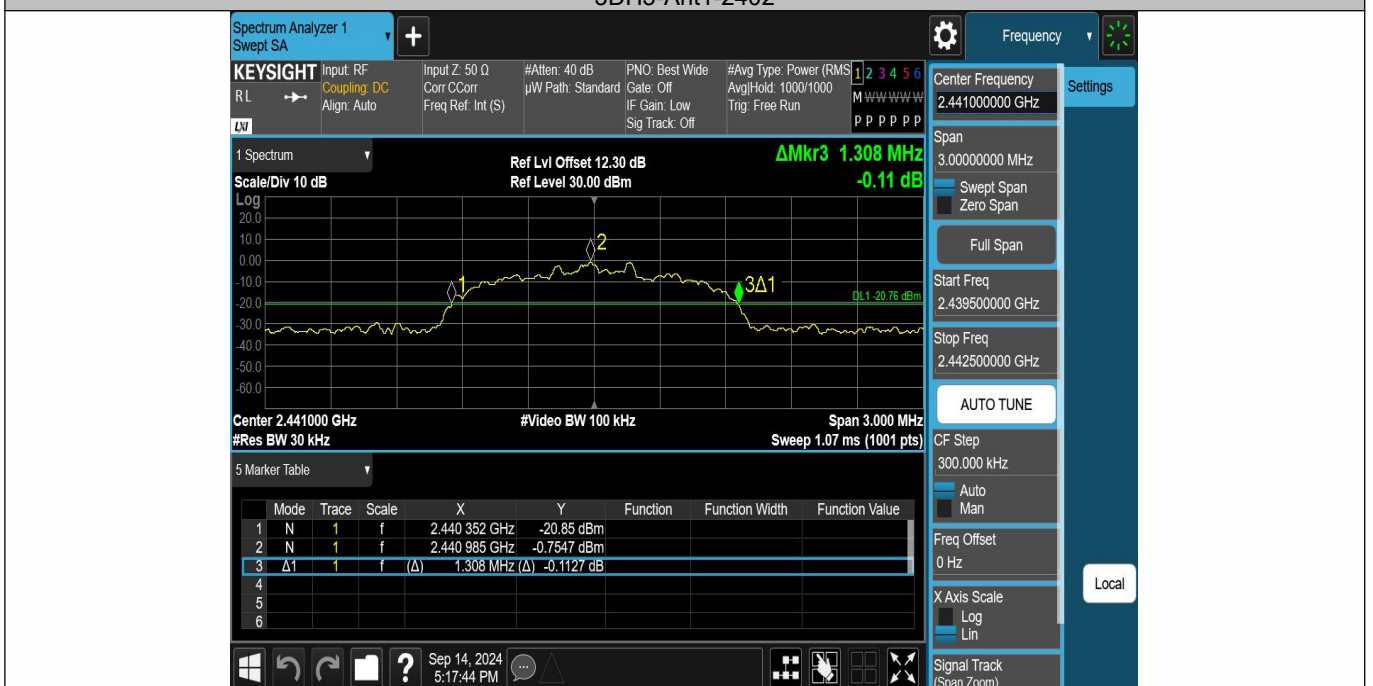 3DH5-Ant1-2402
Spectrum Analyzer 1
Swept SA
+
Frequency
KEYSIGHT
RL
LXI
Input: RF
Coupling: DC
Align: Auto
Input Z: 50 Ω
Corr CCorr
Freq Ref: Int (S)
#Atten: 40 dB
µW Path: Standard
PNO: Best Wide
Gate: Off
IF Gain: Low
Sig Track: Off
#Avg Type: Power (RMS
Avg|Hold: 1000/1000
Trig: Free Run
1 2 3 4 5 6
M W W W W W
P P P P P P
1 Spectrum
Scale/Div 10 dB
Ref Lvl Offset 12.30 dB
Ref Level 30.00 dBm
ΔMkr3 1.308 MHz
-0.11 dB
Log
20.0
10.0
0.00
-10.0
-20.0
-30.0
-40.0
-50.0
-60.0
1
2
3Δ1
DL1 -20.76 dBm
Center 2.441000 GHz
#Video BW 100 kHz
Span 3.000 MHz
#Res BW 30 kHz
Sweep 1.07 ms (1001 pts)
5 Marker Table
Mode Trace Scale X Y Function Function Width Function Value
1 N 1 f 2.440 352 GHz -20.85 dBm
2 N 1 f 2.440 985 GHz -0.7547 dBm
3 Δ1 1 f (Δ) 1.308 MHz (Δ) -0.1127 dB
4
5
6
Sep 14, 2024
5:17:44 PM
Center Frequency
2.441000000 GHz
Span
3.00000000 MHz
Swept Span
Zero Span
Full Span
Start Freq
2.439500000 GHz
Stop Freq
2.442500000 GHz
AUTO TUNE
CF Step
300.000 kHz
Auto
Man
Freq Offset
0 Hz
X Axis Scale
Log
Lin
Signal Track
(Span Zoom)
Settings
Local